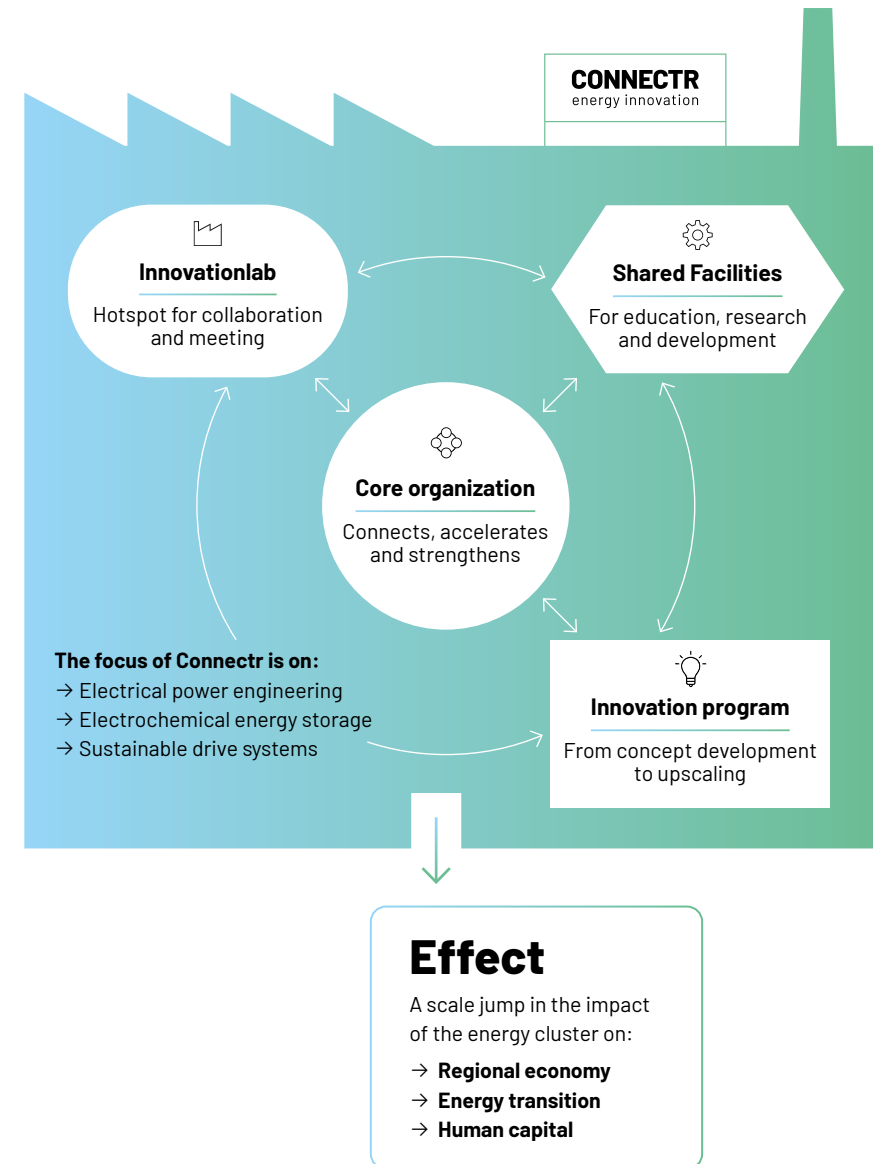 CONNECTR
energy innovation
Innovationlab
Hotspot for collaboration
and meeting
Shared Facilities
For education, research
and development
Core organization
Connects, accelerates
and strengthens
The focus of Connectr is on:
→ Electrical power engineering
→ Electrochemical energy storage
→ Sustainable drive systems
Innovation program
From concept development
to upscaling
Effect
A scale jump in the impact
of the energy cluster on:
→ Regional economy
→ Energy transition
→ Human capital